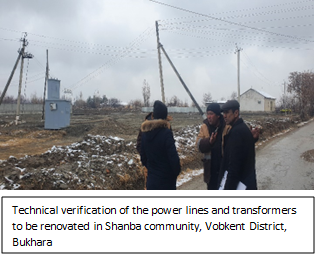 Technical verification of the power lines and transformers
to be renovated in Shanba community, Vobkent District,
Bukhara